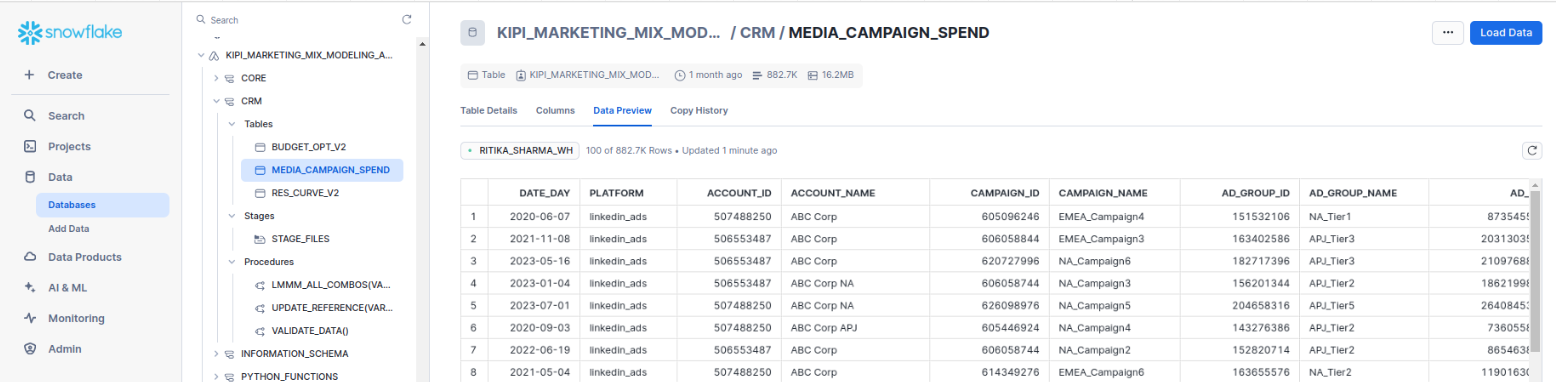 snowflake
Create
Search
Projects
Data
Databases
Add Data
Data Products
AI & ML
Monitoring
Admin
Search
KIPI_MARKETING_MIX_MODELING_A...
CORE
CRM
Tables
BUDGET_OPT_V2
MEDIA_CAMPAIGN_SPEND
RES_CURVE_V2
Stages
STAGE_FILES
Procedures
LMMM_ALL_COMBOS(VA...
UPDATE_REFERENCE(VAR...
VALIDATE_DATA()
INFORMATION_SCHEMA
PYTHON_FUNCTIONS
KIPI_MARKETING_MIX_MOD... / CRM / MEDIA_CAMPAIGN_SPEND
... Load Data
Table KIPI_MARKETING_MIX_MOD... 1 month ago 882.7K 16.2MB
Table Details Columns Data Preview Copy History
RITIKA_SHARMA_WH 100 of 882.7K Rows • Updated 1 minute ago
DATE_DAY PLATFORM ACCOUNT_ID ACCOUNT_NAME CAMPAIGN_ID CAMPAIGN_NAME AD_GROUP_ID AD_GROUP_NAME AD_
1 2020-06-07 linkedin_ads 507488250 ABC Corp 605096246 EMEA_Campaign4 151532106 NA_Tier1 8735455
2 2021-11-08 linkedin_ads 506553487 ABC Corp 606058844 EMEA_Campaign3 163402586 APJ_Tier3 20313035
3 2023-05-16 linkedin_ads 506553487 ABC Corp 620727996 NA_Campaign6 182717396 APJ_Tier3 21097688
4 2023-01-04 linkedin_ads 506553487 ABC Corp NA 606058744 NA_Campaign3 156201344 APJ_Tier2 18621998
5 2023-07-01 linkedin_ads 507488250 ABC Corp NA 626098976 NA_Campaign5 204658316 APJ_Tier5 26408453
6 2020-09-03 linkedin_ads 507488250 ABC Corp APJ 605446924 NA_Campaign4 143276386 APJ_Tier2 7360558
7 2022-06-19 linkedin_ads 506553487 ABC Corp 606058744 NA_Campaign2 152820714 APJ_Tier2 8654638
8 2021-05-04 linkedin_ads 507488250 ABC Corp 614349276 EMEA_Campaign6 163655576 NA_Tier2 11901630